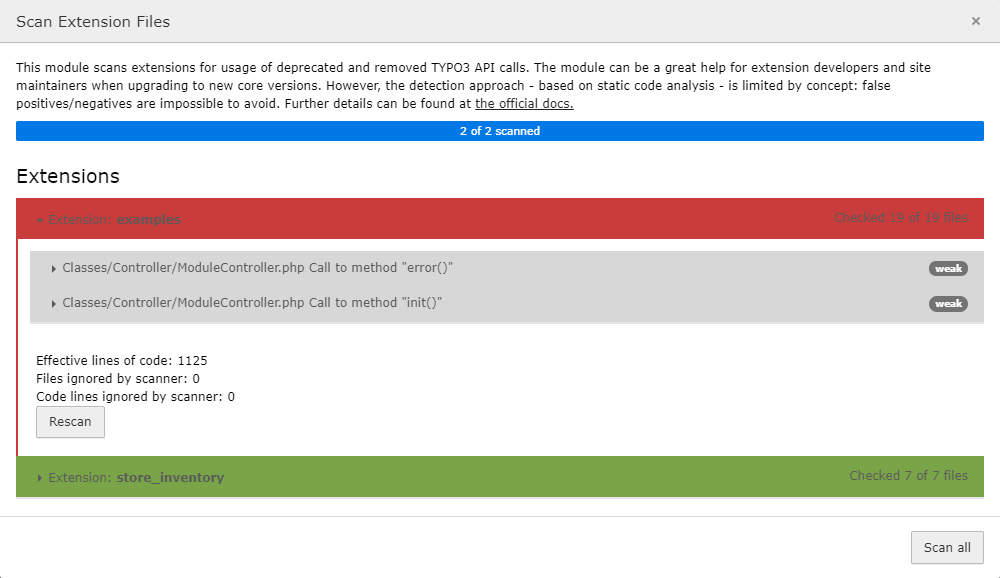 Scan Extension Files ×
This module scans extensions for usage of deprecated and removed TYPO3 API calls. The module can be a great help for extension developers and site
maintainers when upgrading to new core versions. However, the detection approach - based on static code analysis - is limited by concept: false
positives/negatives are impossible to avoid. Further details can be found at the official docs.
2 of 2 scanned
Extensions
Extension: examples Checked 19 of 19 files
Classes/Controller/ModuleController.php Call to method "error()" weak
Classes/Controller/ModuleController.php Call to method "init()" weak
Effective lines of code: 1125
Files ignored by scanner: 0
Code lines ignored by scanner: 0
Rescan
Extension: store_inventory Checked 7 of 7 files
Scan all